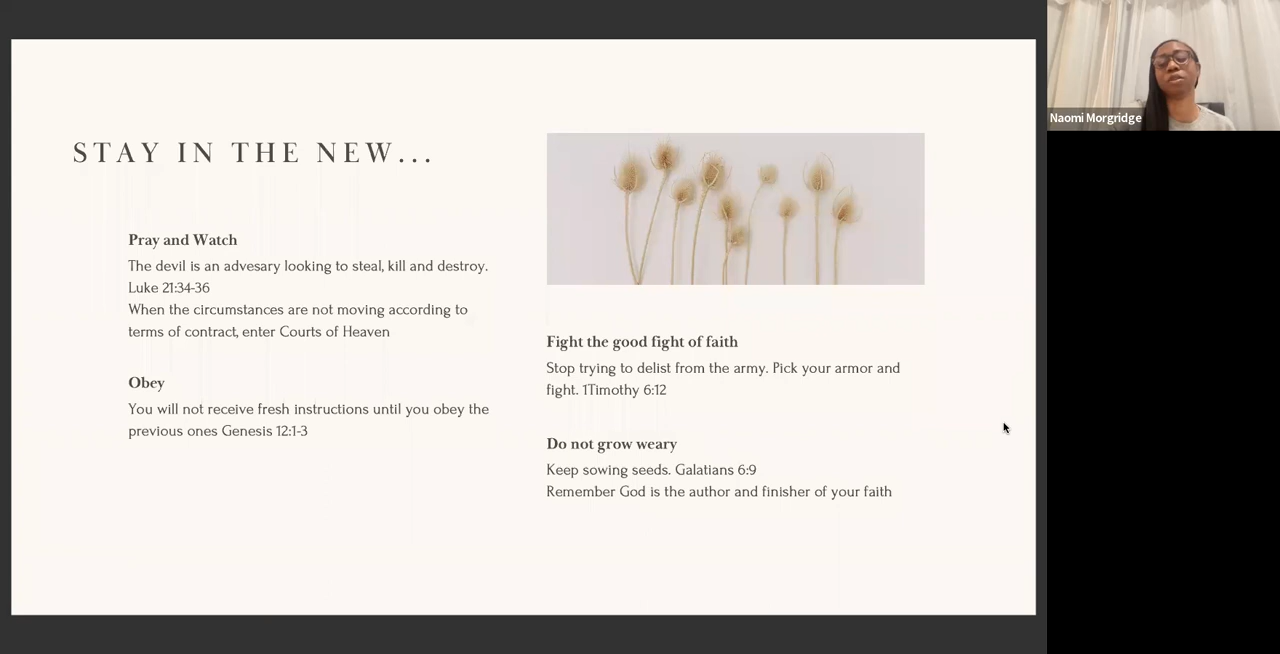 STAY IN THE NEW...
Pray and Watch
The devil is an advesary looking to steal, kill and destroy.
Luke 21:34-36
When the circumstances are not moving according to
terms of contract, enter Courts of Heaven
Obey
You will not receive fresh instructions until you obey the
previous ones Genesis 12:1-3
Fight the good fight of faith
Stop trying to delist from the army. Pick your armor and
fight. 1Timothy 6:12
Do not grow weary
Keep sowing seeds. Galatians 6:9
Remember God is the author and finisher of your faith
Naomi Morgridge